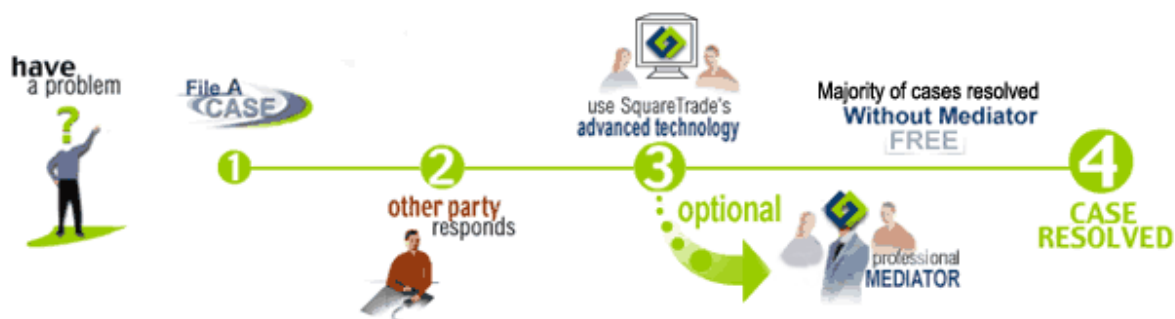 have
a problem
?
File A
CASE
1
2
other party
responds
use SquareTrade's
advanced technology
3
optional
professional
MEDIATOR
Majority of cases resolved
Without Mediator
FREE
4
CASE
RESOLVED